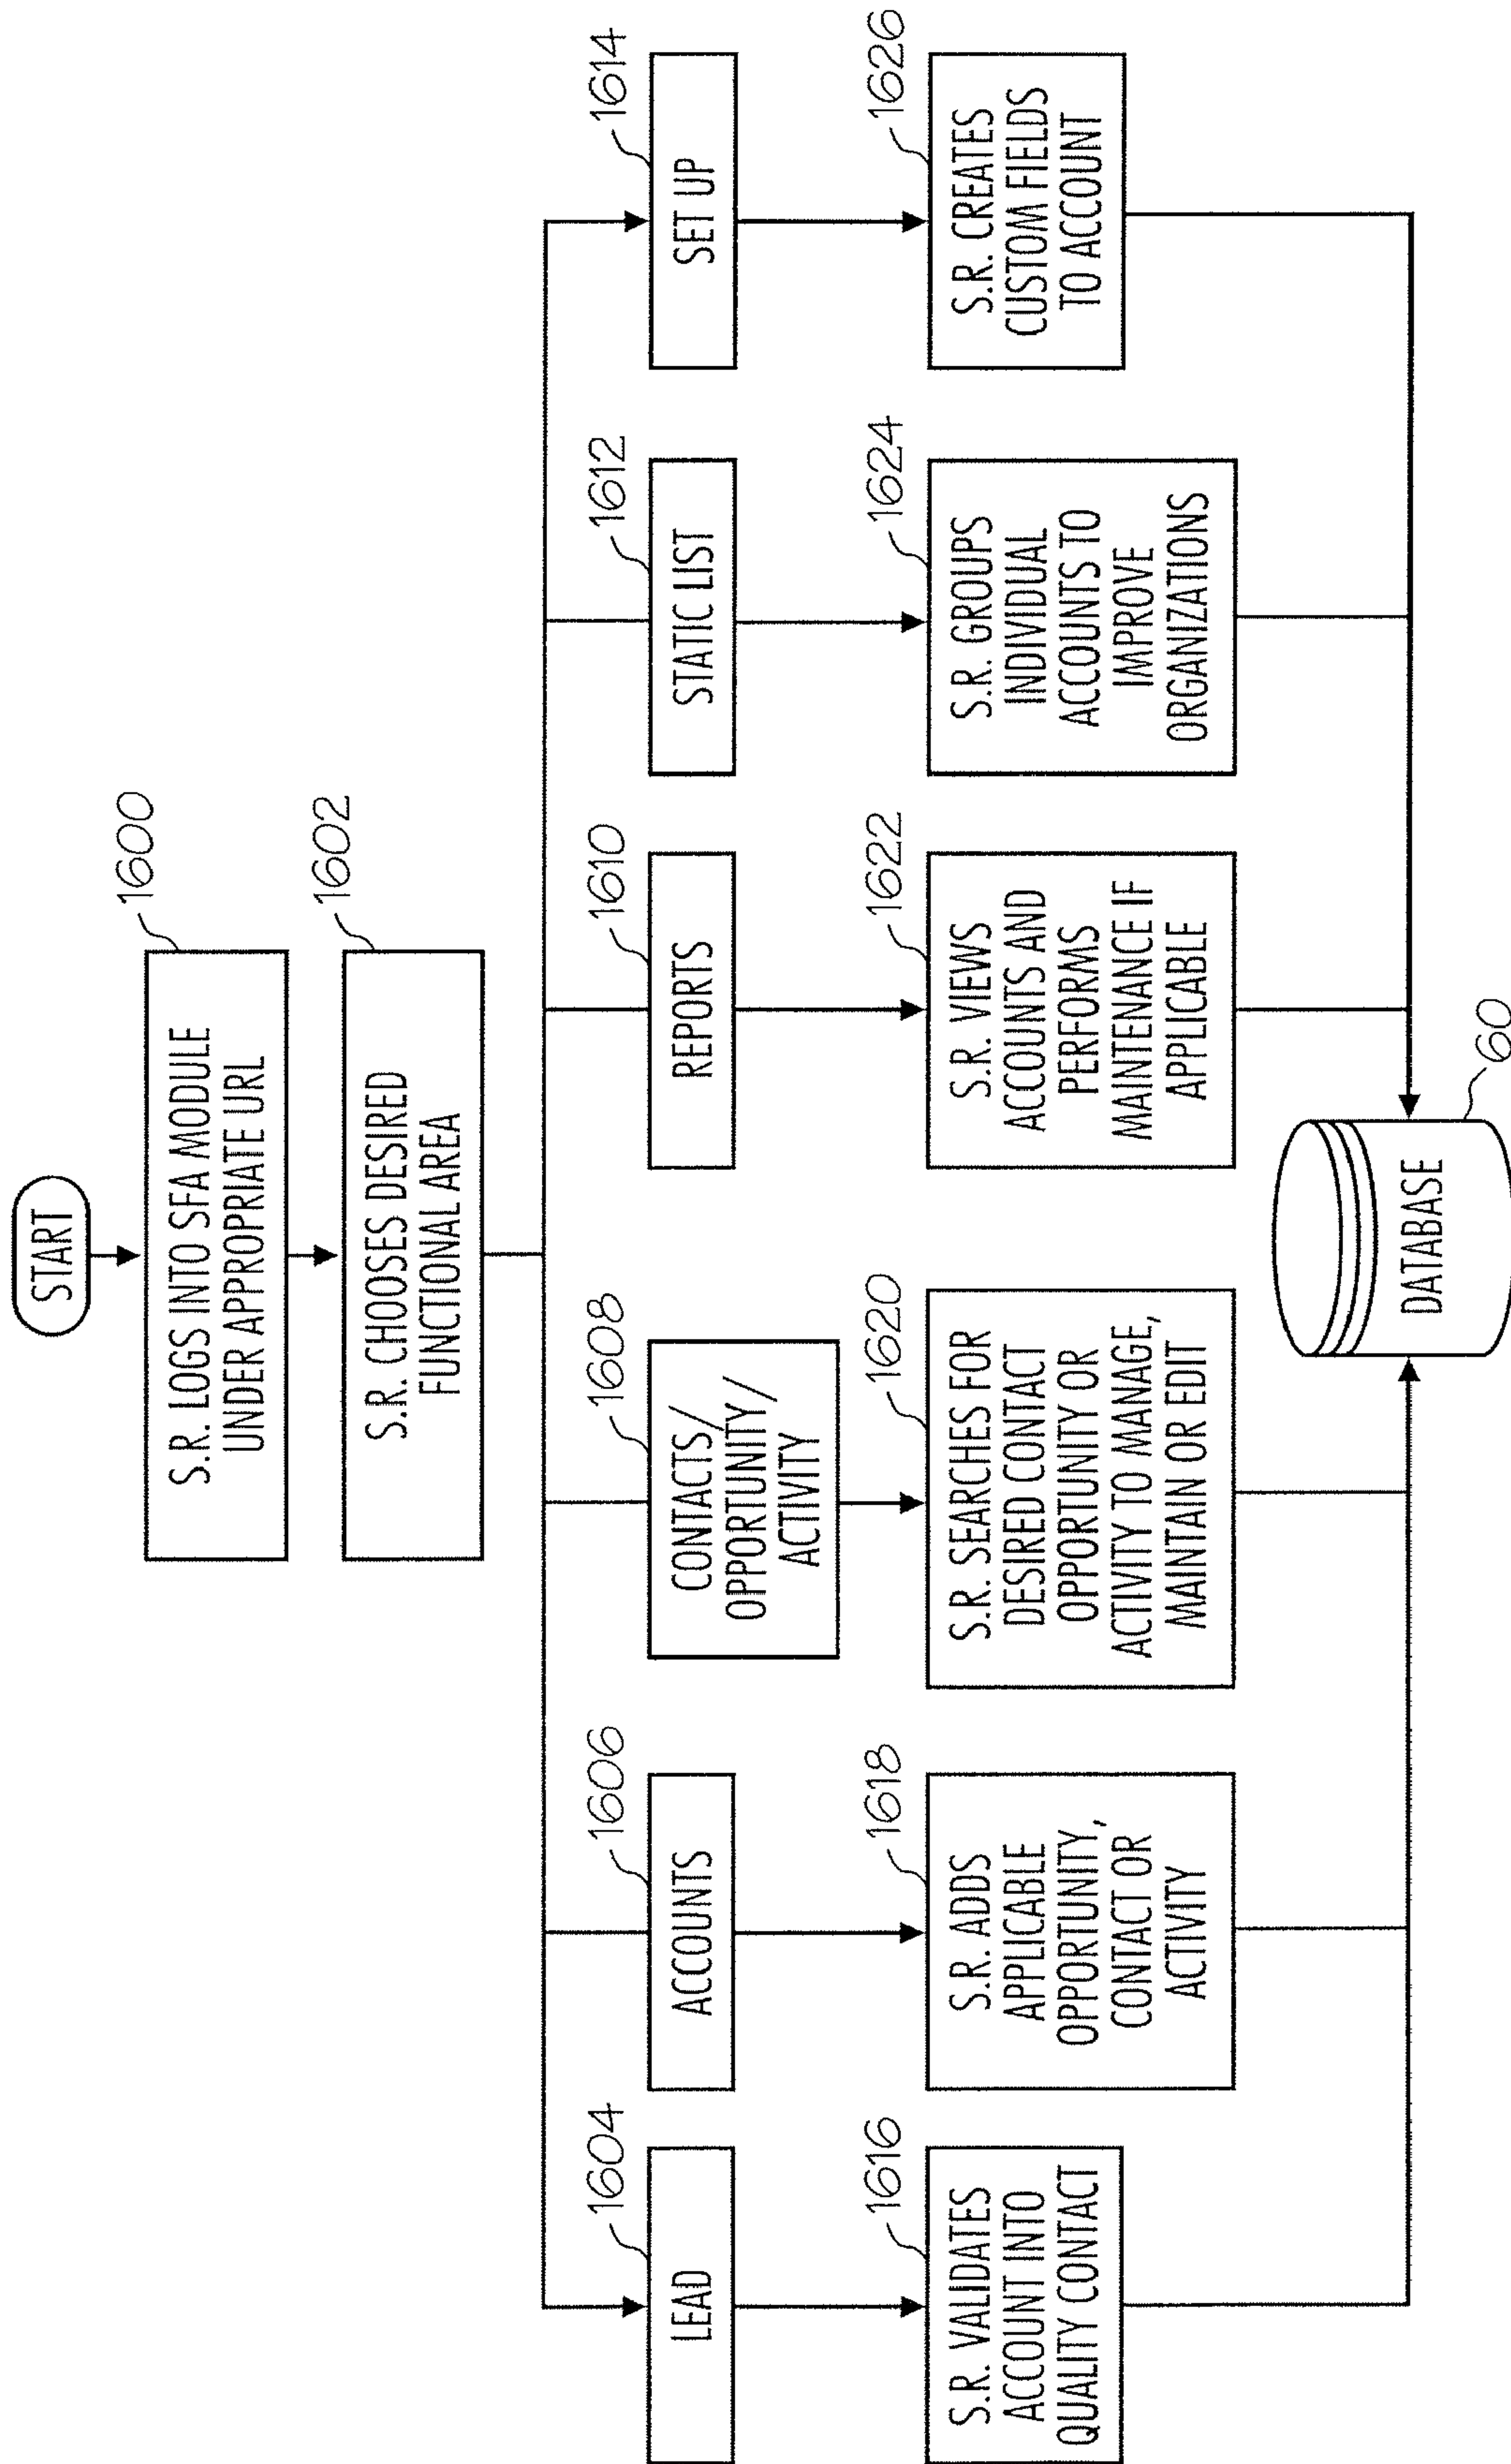 START
1600
S.R. LOGS INTO SFA MODULE
UNDER APPROPRIATE URL
1602
S.R. CHOOSES DESIRED
FUNCTIONAL AREA
1604
LEAD
1606
ACCOUNTS
1608
CONTACTS/
OPPORTUNITY/
ACTIVITY
1610
REPORTS
1612
STATIC LIST
1614
SET UP
1616
S.R. VALIDATES
ACCOUNT INTO
QUALITY CONTACT
1618
S.R. ADDS
APPLICABLE
OPPORTUNITY,
CONTACT OR
ACTIVITY
1620
S.R. SEARCHES FOR
DESIRED CONTACT
OPPORTUNITY OR
ACTIVITY TO MANAGE,
MAINTAIN OR EDIT
1622
S.R. VIEWS
ACCOUNTS AND
PERFORMS
MAINTENANCE IF
APPLICABLE
1624
S.R. GROUPS
INDIVIDUAL
ACCOUNTS TO
IMPROVE
ORGANIZATIONS
1626
S.R. CREATES
CUSTOM FIELDS
TO ACCOUNT
60
DATABASE